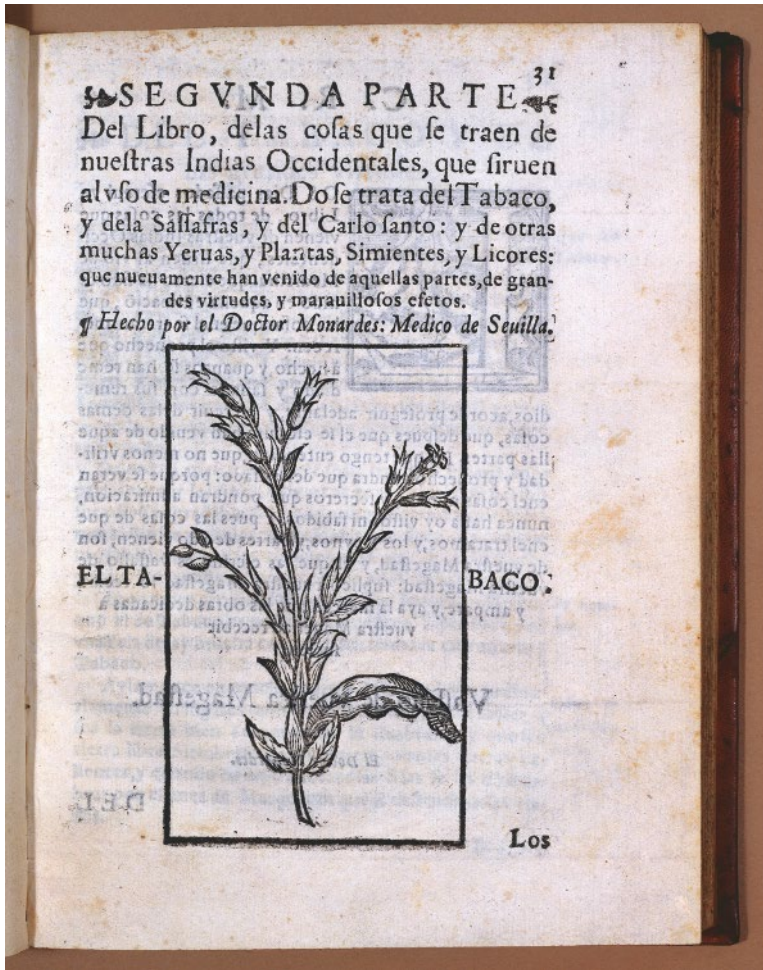 31
SEGVNDA PARTE
Del Libro, delas coſas que ſe traen de
nueſtras Indias Occidentales, que ſiruen
al vſo de medicina. Do ſe trata del Tabaco,
y dela Saſſafras, y del Carlo ſanto: y de otras
muchas Yeruas, y Plantas, Simientes, y Licores:
que nueuamente han venido de aquellas partes, de gran-
des virtudes, y marauilloſos efetos.
¶ Hecho por el Doctor Monardes: Medico de Seuilla.
EL TA- BACO:
Los